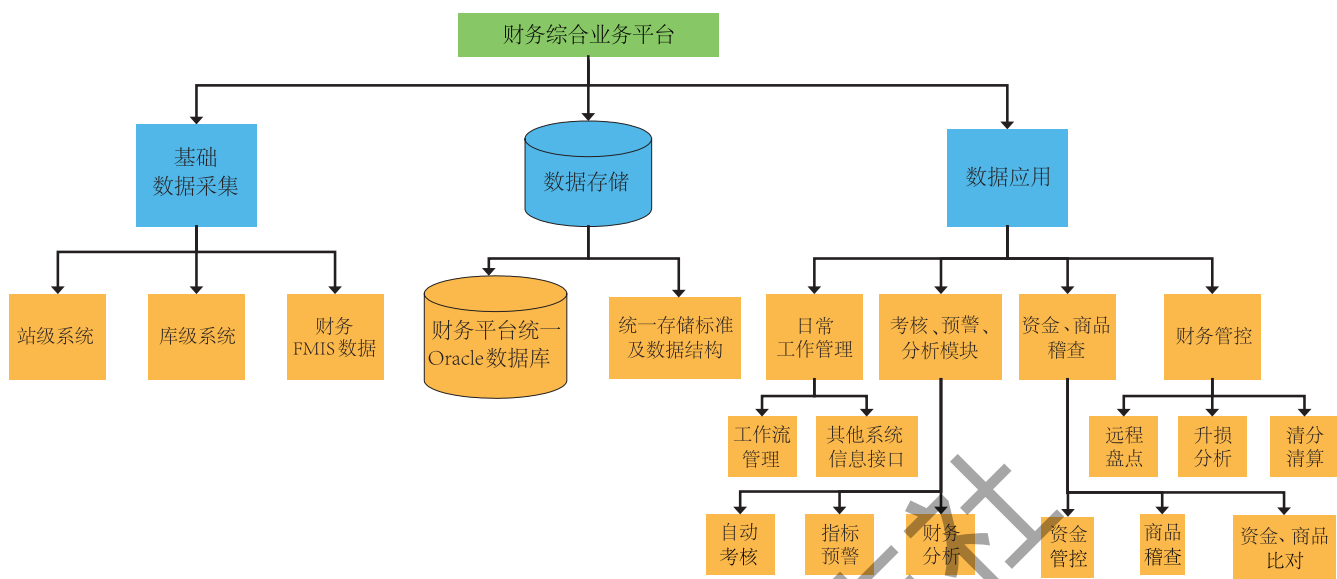 财务综合业务平台
基础
数据采集
数据存储
数据应用
站级系统
库级系统
财务
FMIS数据
财务平台统一
Oracle数据库
统一存储标准
及数据结构
日常
工作管理
考核、预警、
分析模块
资金、商品
稽查
财务管控
工作流
管理
其他系统
信息接口
远程
盘点
升损
分析
清分
清算
自动
考核
指标
预警
财务
分析
资金
管控
商品
稽查
资金、商品
比对
社